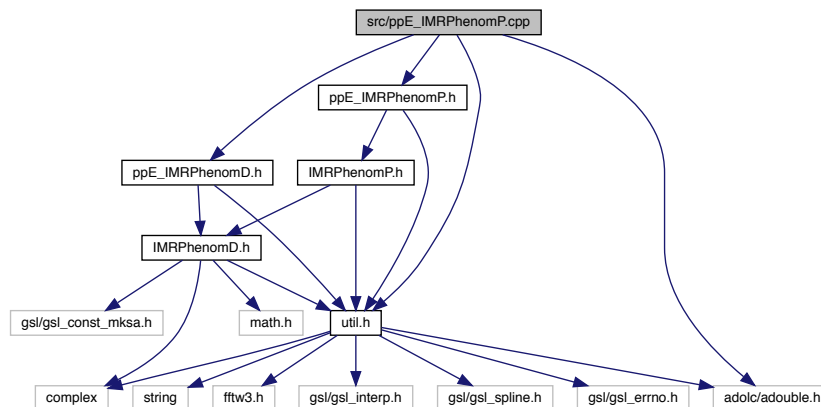 src/ppE_IMRPhenomP.cpp
ppE_IMRPhenomP.h
ppE_IMRPhenomD.h
IMRPhenomP.h
IMRPhenomD.h
gsl/gsl_const_mksa.h
math.h
util.h
complex
string
fftw3.h
gsl/gsl_interp.h
gsl/gsl_spline.h
gsl/gsl_errno.h
adolc/adouble.h